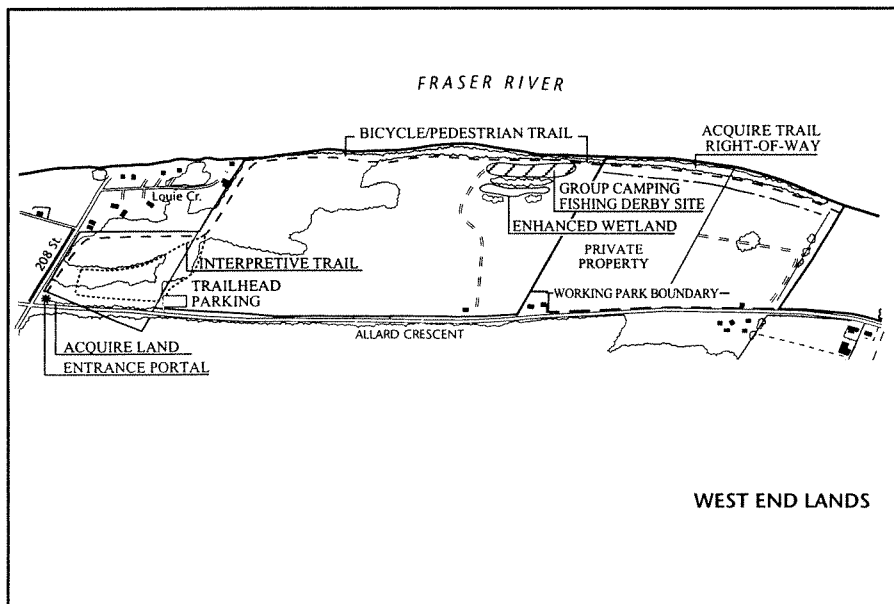 FRASER RIVER
BICYCLE/PEDESTRIAN TRAIL
ACQUIRE TRAIL
RIGHT-OF-WAY
Louie Cr.
GROUP CAMPING
FISHING DERBY SITE
ENHANCED WETLAND
208 St.
INTERPRETIVE TRAIL
PRIVATE
PROPERTY
TRAILHEAD
PARKING
WORKING PARK BOUNDARY
ALLARD CRESCENT
ACQUIRE LAND
ENTRANCE PORTAL
WEST END LANDS